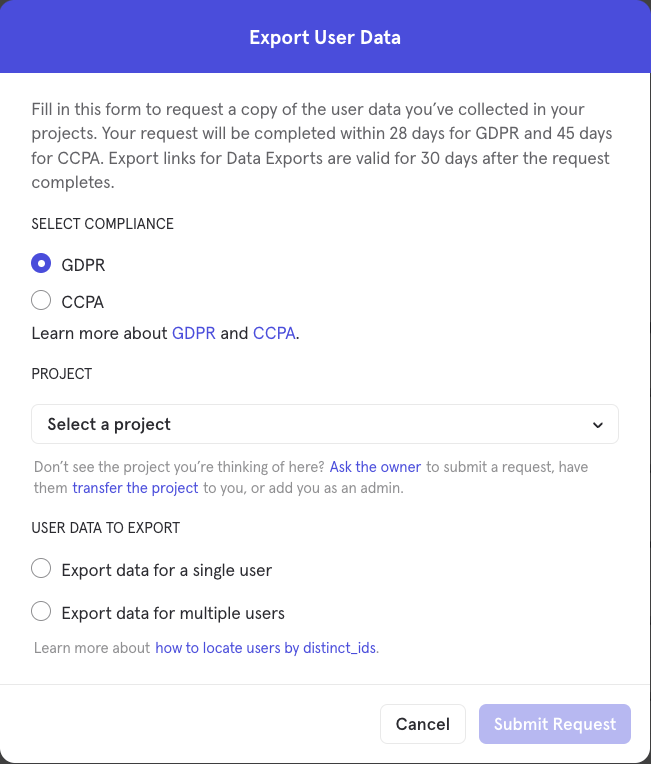 Export User Data
Fill in this form to request a copy of the user data you’ve collected in your
projects. Your request will be completed within 28 days for GDPR and 45 days
for CCPA. Export links for Data Exports are valid for 30 days after the request
completes.
SELECT COMPLIANCE
GDPR
CCPA
Learn more about GDPR and CCPA.
PROJECT
Select a project
Don’t see the project you’re thinking of here? Ask the owner to submit a request, have
them transfer the project to you, or add you as an admin.
USER DATA TO EXPORT
Export data for a single user
Export data for multiple users
Learn more about how to locate users by distinct_ids.
Cancel
Submit Request